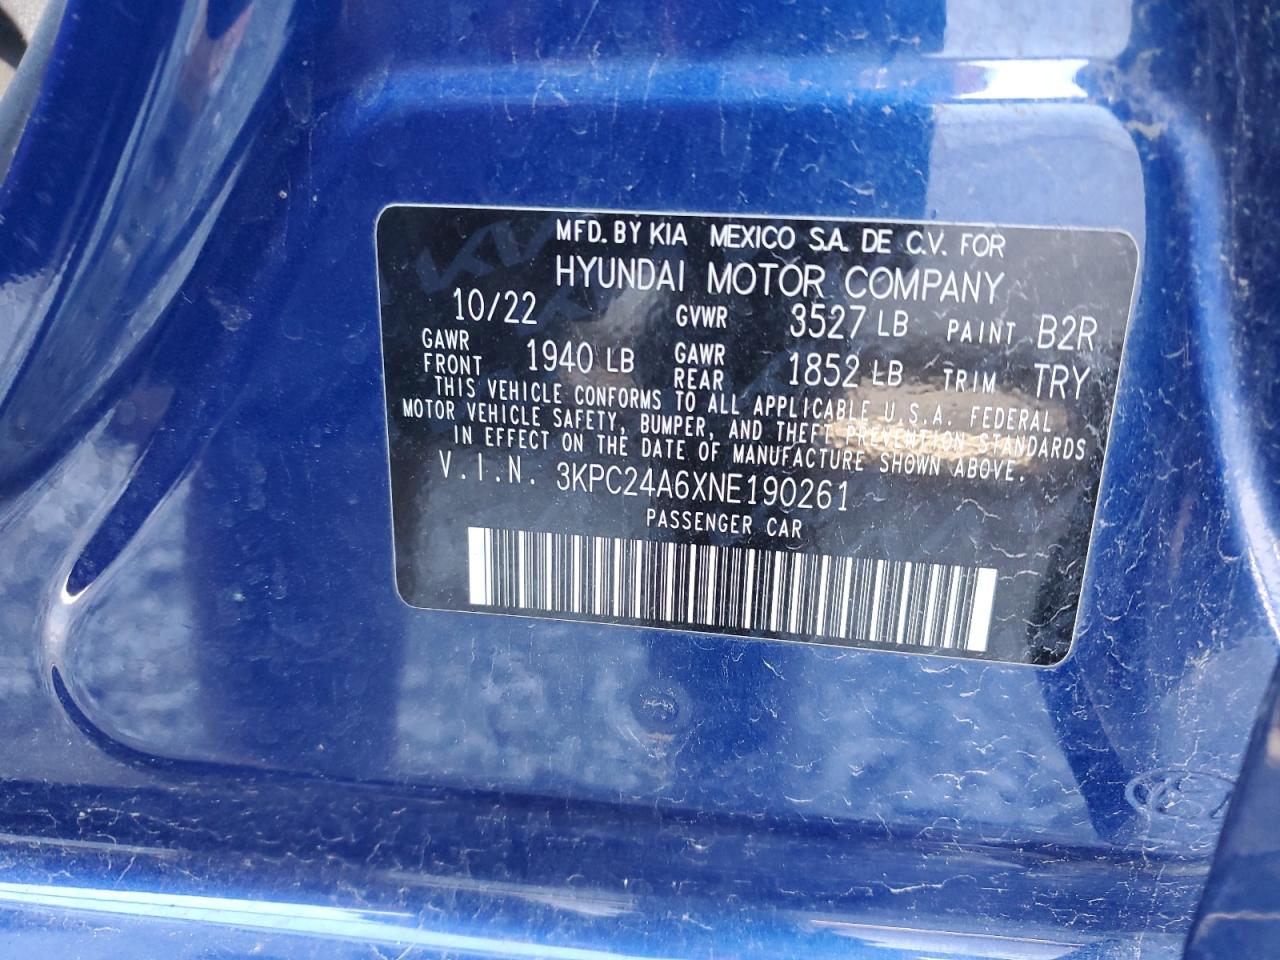 MFD. BY KIA MEXICO S.A. DE C.V. FOR
HYUNDAI MOTOR COMPANY
10/22 GVWR 3527 LB PAINT B2R
GAWR FRONT 1940 LB GAWR REAR 1852 LB TRIM TRY
THIS VEHICLE CONFORMS TO ALL APPLICABLE U.S.A. FEDERAL
MOTOR VEHICLE SAFETY, BUMPER, AND THEFT PREVENTION STANDARDS
IN EFFECT ON THE DATE OF MANUFACTURE SHOWN ABOVE.
V.I.N. 3KPC24A6XNE190261
PASSENGER CAR